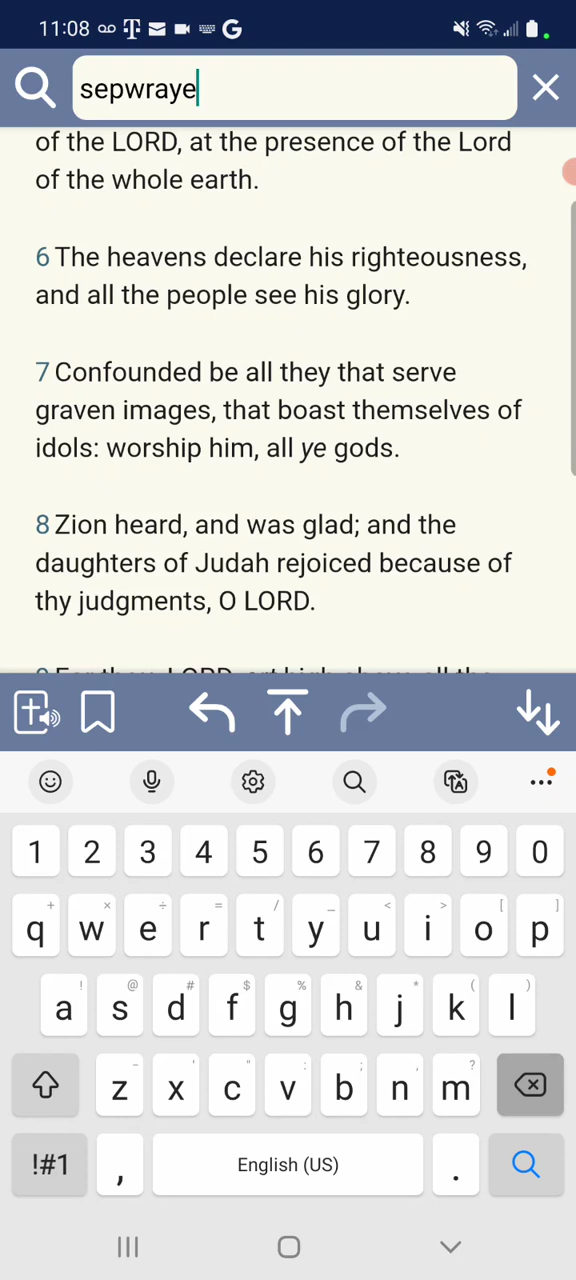 11:08
sepwraye
of the LORD, at the presence of the Lord
of the whole earth.
6 The heavens declare his righteousness,
and all the people see his glory.
7 Confounded be all they that serve
graven images, that boast themselves of
idols: worship him, all ye gods.
8 Zion heard, and was glad; and the
daughters of Judah rejoiced because of
thy judgments, O LORD.
1 2 3 4 5 6 7 8 9 0
+ × ÷ = / _ < > [ ]
q w e r t y u i o p
! @ # $ % & * ( )
a s d f g h j k l
- ' " : ; , ?
z x c v b n m
!#1 , English (US) .